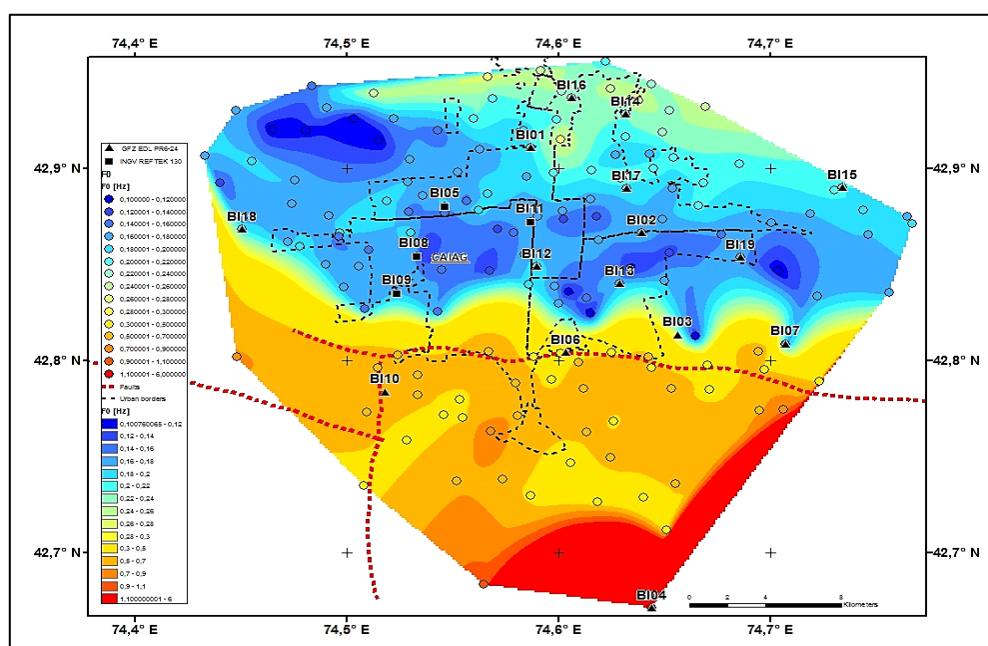 74,4° E 74,5° E 74,6° E 74,7° E
BI16
BI14
BI01
42,9° N 42,9° N
BI17
BI15
BI05
BI11
BI18
BI02
BI08
CAIAG
BI12
BI19
BI09
BI13
BI03
BI07
BI06
42,8° N 42,8° N
BI10
42,7° N 42,7° N
BI04
GFZ EDL PR6-24
INGV REFTEK 130
F0
F0 [Hz]
0,100000 - 0,120000
0,120001 - 0,140000
0,140001 - 0,160000
0,160001 - 0,180000
0,180001 - 0,200000
0,200001 - 0,220000
0,220001 - 0,240000
0,240001 - 0,260000
0,260001 - 0,280000
0,280001 - 0,300000
0,300001 - 0,500000
0,500001 - 0,700000
0,700001 - 0,900000
0,900001 - 1,100000
1,100001 - 6,000000
Faults
Urban borders
F0 [Hz]
0,100760065 - 0,12
0,12 - 0,14
0,14 - 0,16
0,16 - 0,18
0,18 - 0,2
0,2 - 0,22
0,22 - 0,24
0,24 - 0,26
0,26 - 0,28
0,28 - 0,3
0,3 - 0,5
0,5 - 0,7
0,7 - 0,9
0,9 - 1,1
1,100000001 - 6
0 2 4 8
Kilometers
74,4° E 74,5° E 74,6° E 74,7° E